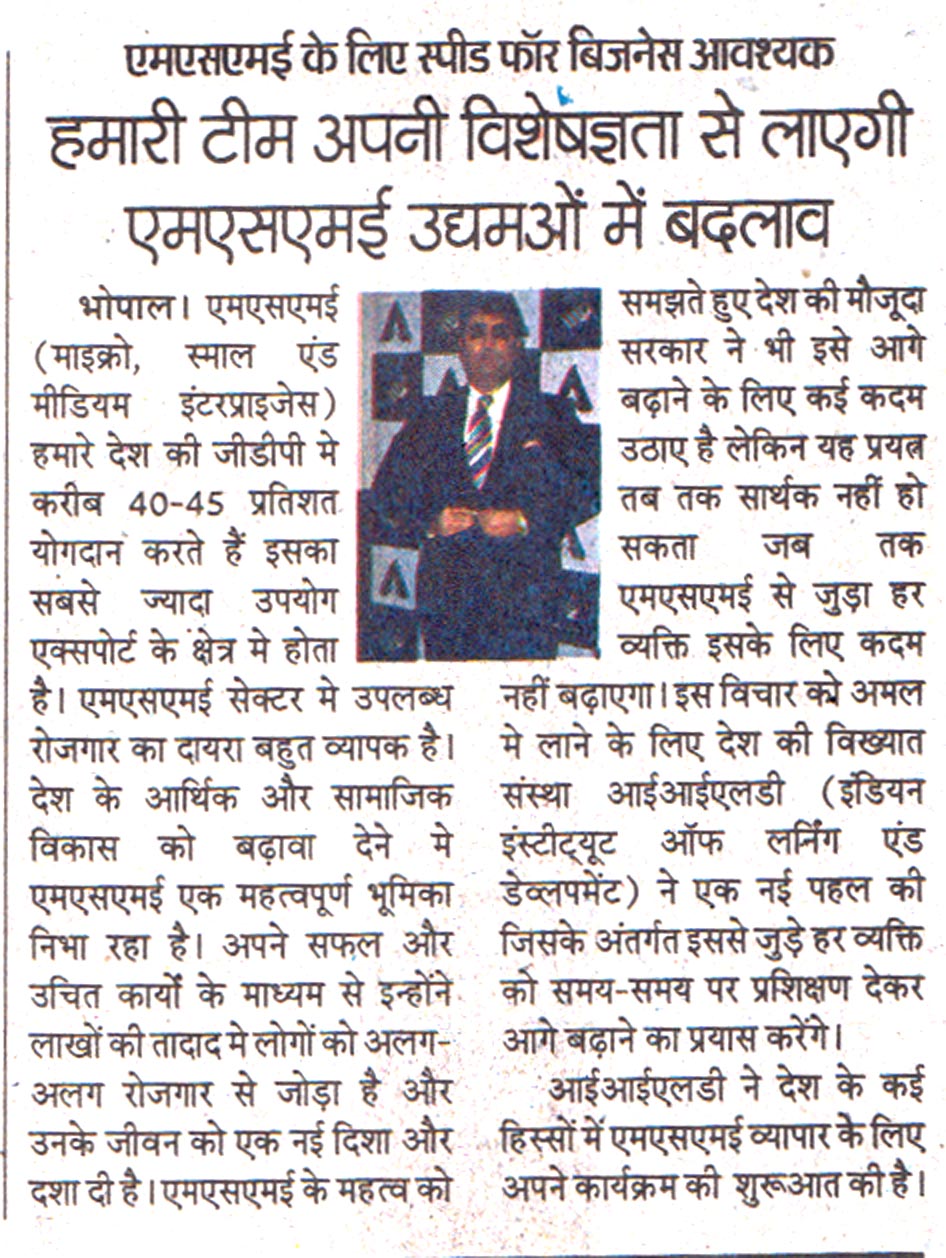 एमएसएमई के लिए स्पीड फॉर बिजनेस आवश्यक
हमारी टीम अपनी विशेषज्ञता से लाएगी
एमएसएमई उद्यमओं में बदलाव
भोपाल। एमएसएमई
(माइक्रो, स्माल एंड
मीडियम इंटरप्राइजेस)
हमारे देश की जीडीपी मे
करीब 40-45 प्रतिशत
योगदान करते हैं इसका
सबसे ज्यादा उपयोग
एक्सपोर्ट के क्षेत्र मे होता
है। एमएसएमई सेक्टर मे उपलब्ध
रोजगार का दायरा बहुत व्यापक है।
देश के आर्थिक और सामाजिक
विकास को बढ़ावा देने मे
एमएसएमई एक महत्वपूर्ण भूमिका
निभा रहा है। अपने सफल और
उचित कार्यों के माध्यम से इन्होंने
लाखों की तादाद मे लोगों को अलग-
अलग रोजगार से जोड़ा है और
उनके जीवन को एक नई दिशा और
दशा दी है। एमएसएमई के महत्व को
समझते हुए देश की मौजूदा
सरकार ने भी इसे आगे
बढ़ाने के लिए कई कदम
उठाए है लेकिन यह प्रयत्न
तब तक सार्थक नहीं हो
सकता जब तक
एमएसएमई से जुड़ा हर
व्यक्ति इसके लिए कदम
नहीं बढ़ाएगा। इस विचार को अमल
मे लाने के लिए देश की विख्यात
संस्था आईआईएलडी (इंडियन
इंस्टीट्यूट ऑफ लर्निंग एंड
डेव्लपमेंट) ने एक नई पहल की
जिसके अंतर्गत इससे जुड़े हर व्यक्ति
को समय-समय पर प्रशिक्षण देकर
आगे बढ़ाने का प्रयास करेंगे।
आईआईएलडी ने देश के कई
हिस्सों में एमएसएमई व्यापार के लिए
अपने कार्यक्रम की शुरूआत की है।